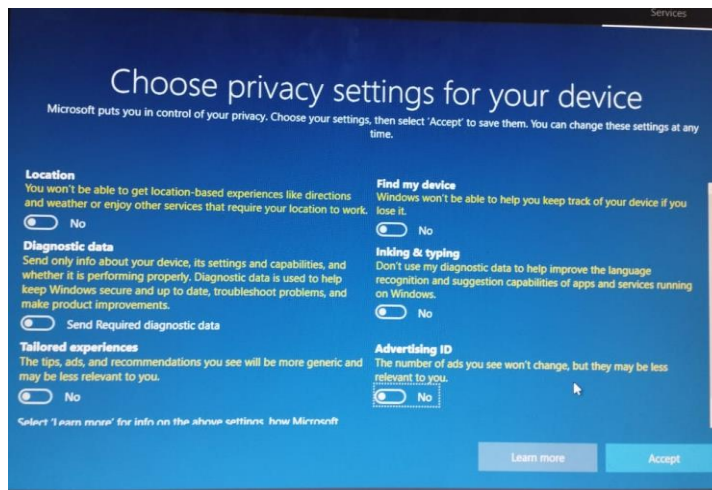 Services
Choose privacy settings for your device
Microsoft puts you in control of your privacy. Choose your settings, then select 'Accept' to save them. You can change these settings at any
time.
Location
You won't be able to get location-based experiences like directions
and weather or enjoy other services that require your location to work.
No
Diagnostic data
Send only info about your device, its settings and capabilities, and
whether it is performing properly. Diagnostic data is used to help
keep Windows secure and up to date, troubleshoot problems, and
make product improvements.
Send Required diagnostic data
Tailored experiences
The tips, ads, and recommendations you see will be more generic and
may be less relevant to you.
No
Select 'Learn more' for info on the above settings, how Microsoft
Find my device
Windows won't be able to help you keep track of your device if you
lose it.
No
Inking & typing
Don't use my diagnostic data to help improve the language
recognition and suggestion capabilities of apps and services running
on Windows.
No
Advertising ID
The number of ads you see won't change, but they may be less
relevant to you.
No
Learn more
Accept